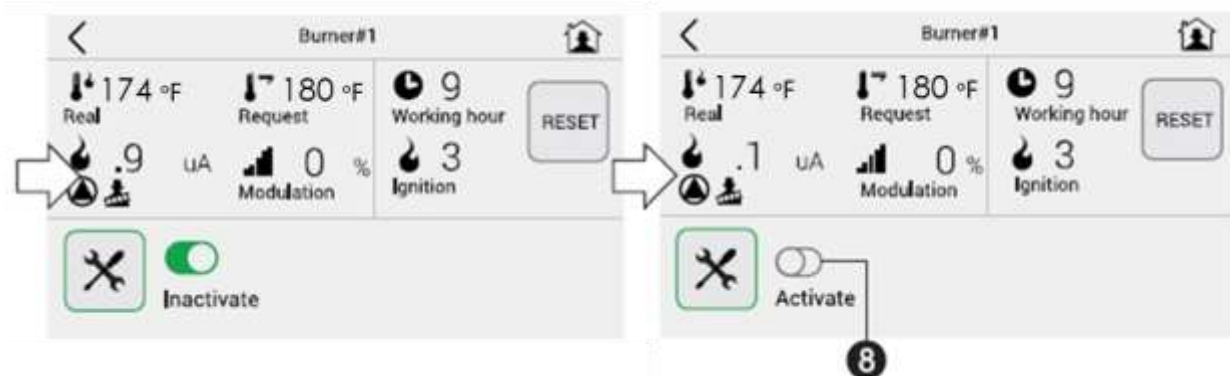 Burner#1
174 °F
Real
180 °F
Request
9
Working hour
RESET
.9 uA
0 %
Modulation
3
Ignition
Inactivate
Burner#1
174 °F
Real
180 °F
Request
9
Working hour
RESET
.1 uA
0 %
Modulation
3
Ignition
Activate
8